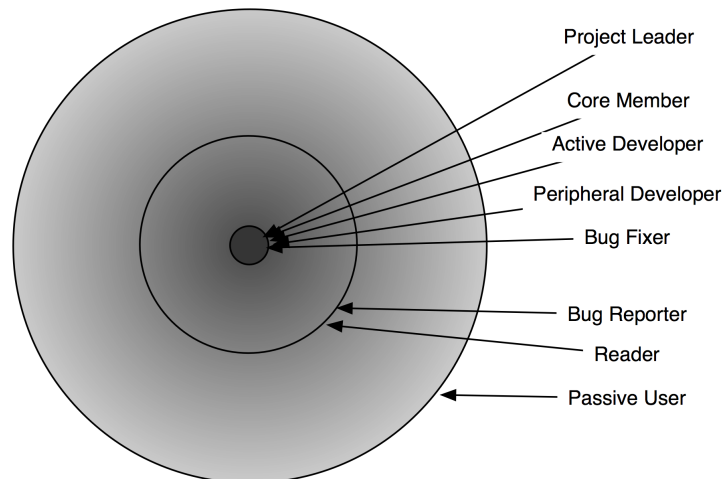 Project Leader
Core Member
Active Developer
Peripheral Developer
Bug Fixer
Bug Reporter
Reader
Passive User